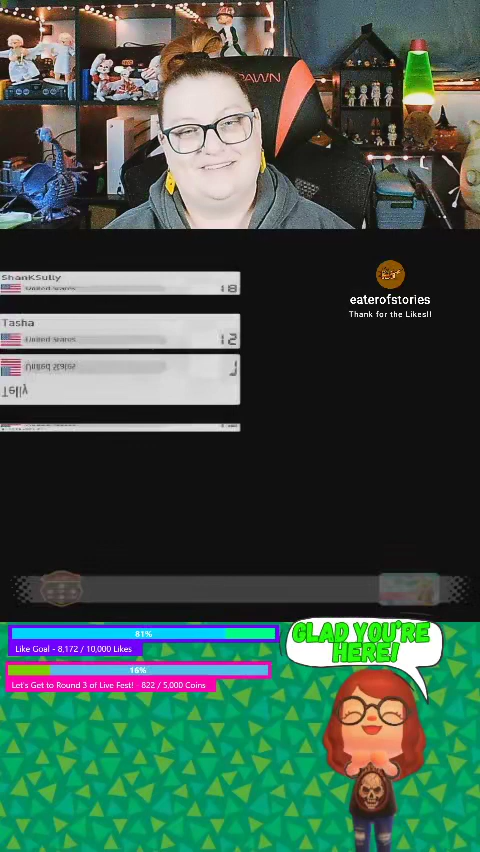 PAWN
ShanKSully
United States
18
Tasha
United States
12
United States
Telly
eaterofstories
Thank for the Likes!!
81%
Like Goal - 8,172 / 10,000 Likes
16%
Let's Get to Round 3 of Live Fest! - 822 / 5,000 Coins
GLAD YOU'RE
HERE!